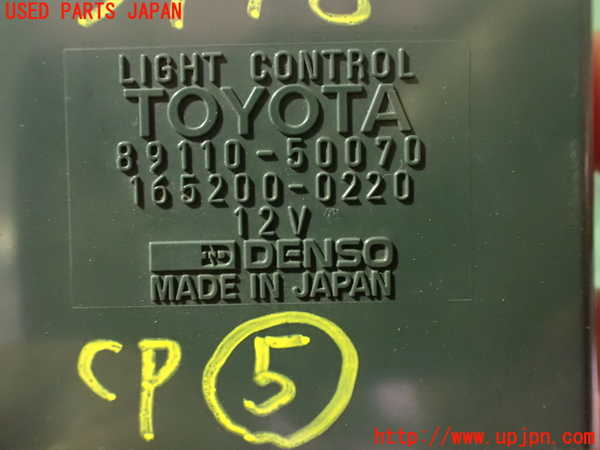 USED PARTS JAPAN
LIGHT CONTROL
TOYOTA
89110-50070
165200-0220
12V
ND DENSO
MADE IN JAPAN
CP 5
http://www.upjpn.com/